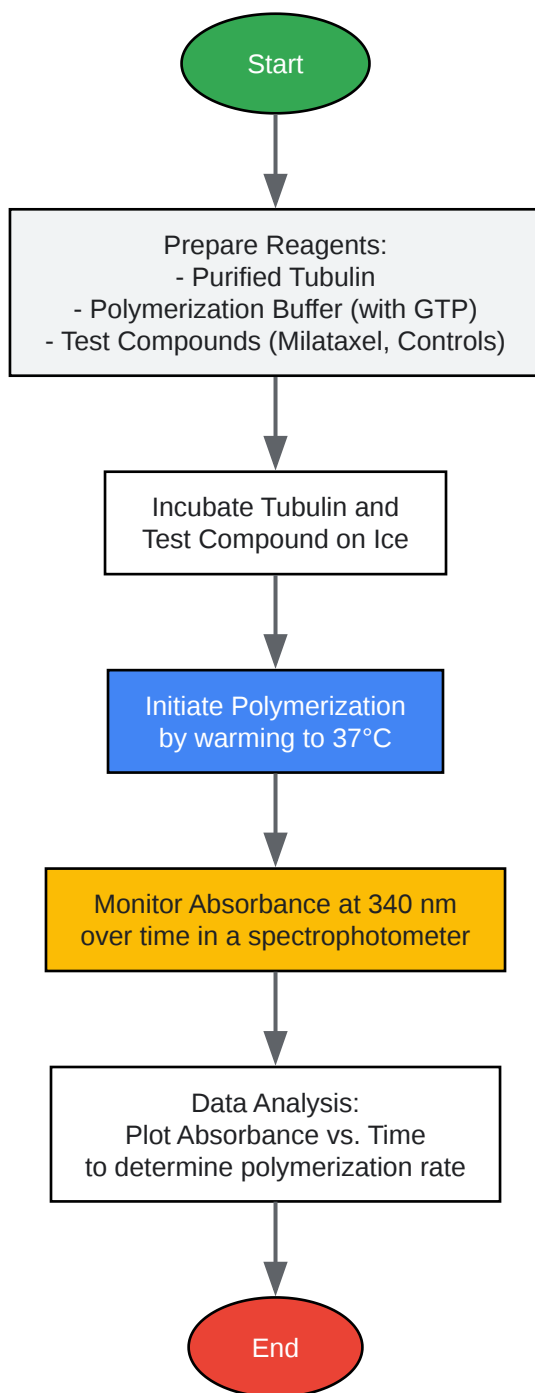 Start
Prepare Reagents:
- Purified Tubulin
- Polymerization Buffer (with GTP)
- Test Compounds (Milataxel, Controls)
Incubate Tubulin and
Test Compound on Ice
Initiate Polymerization
by warming to 37°C
Monitor Absorbance at 340 nm
over time in a spectrophotometer
Data Analysis:
Plot Absorbance vs. Time
to determine polymerization rate
End